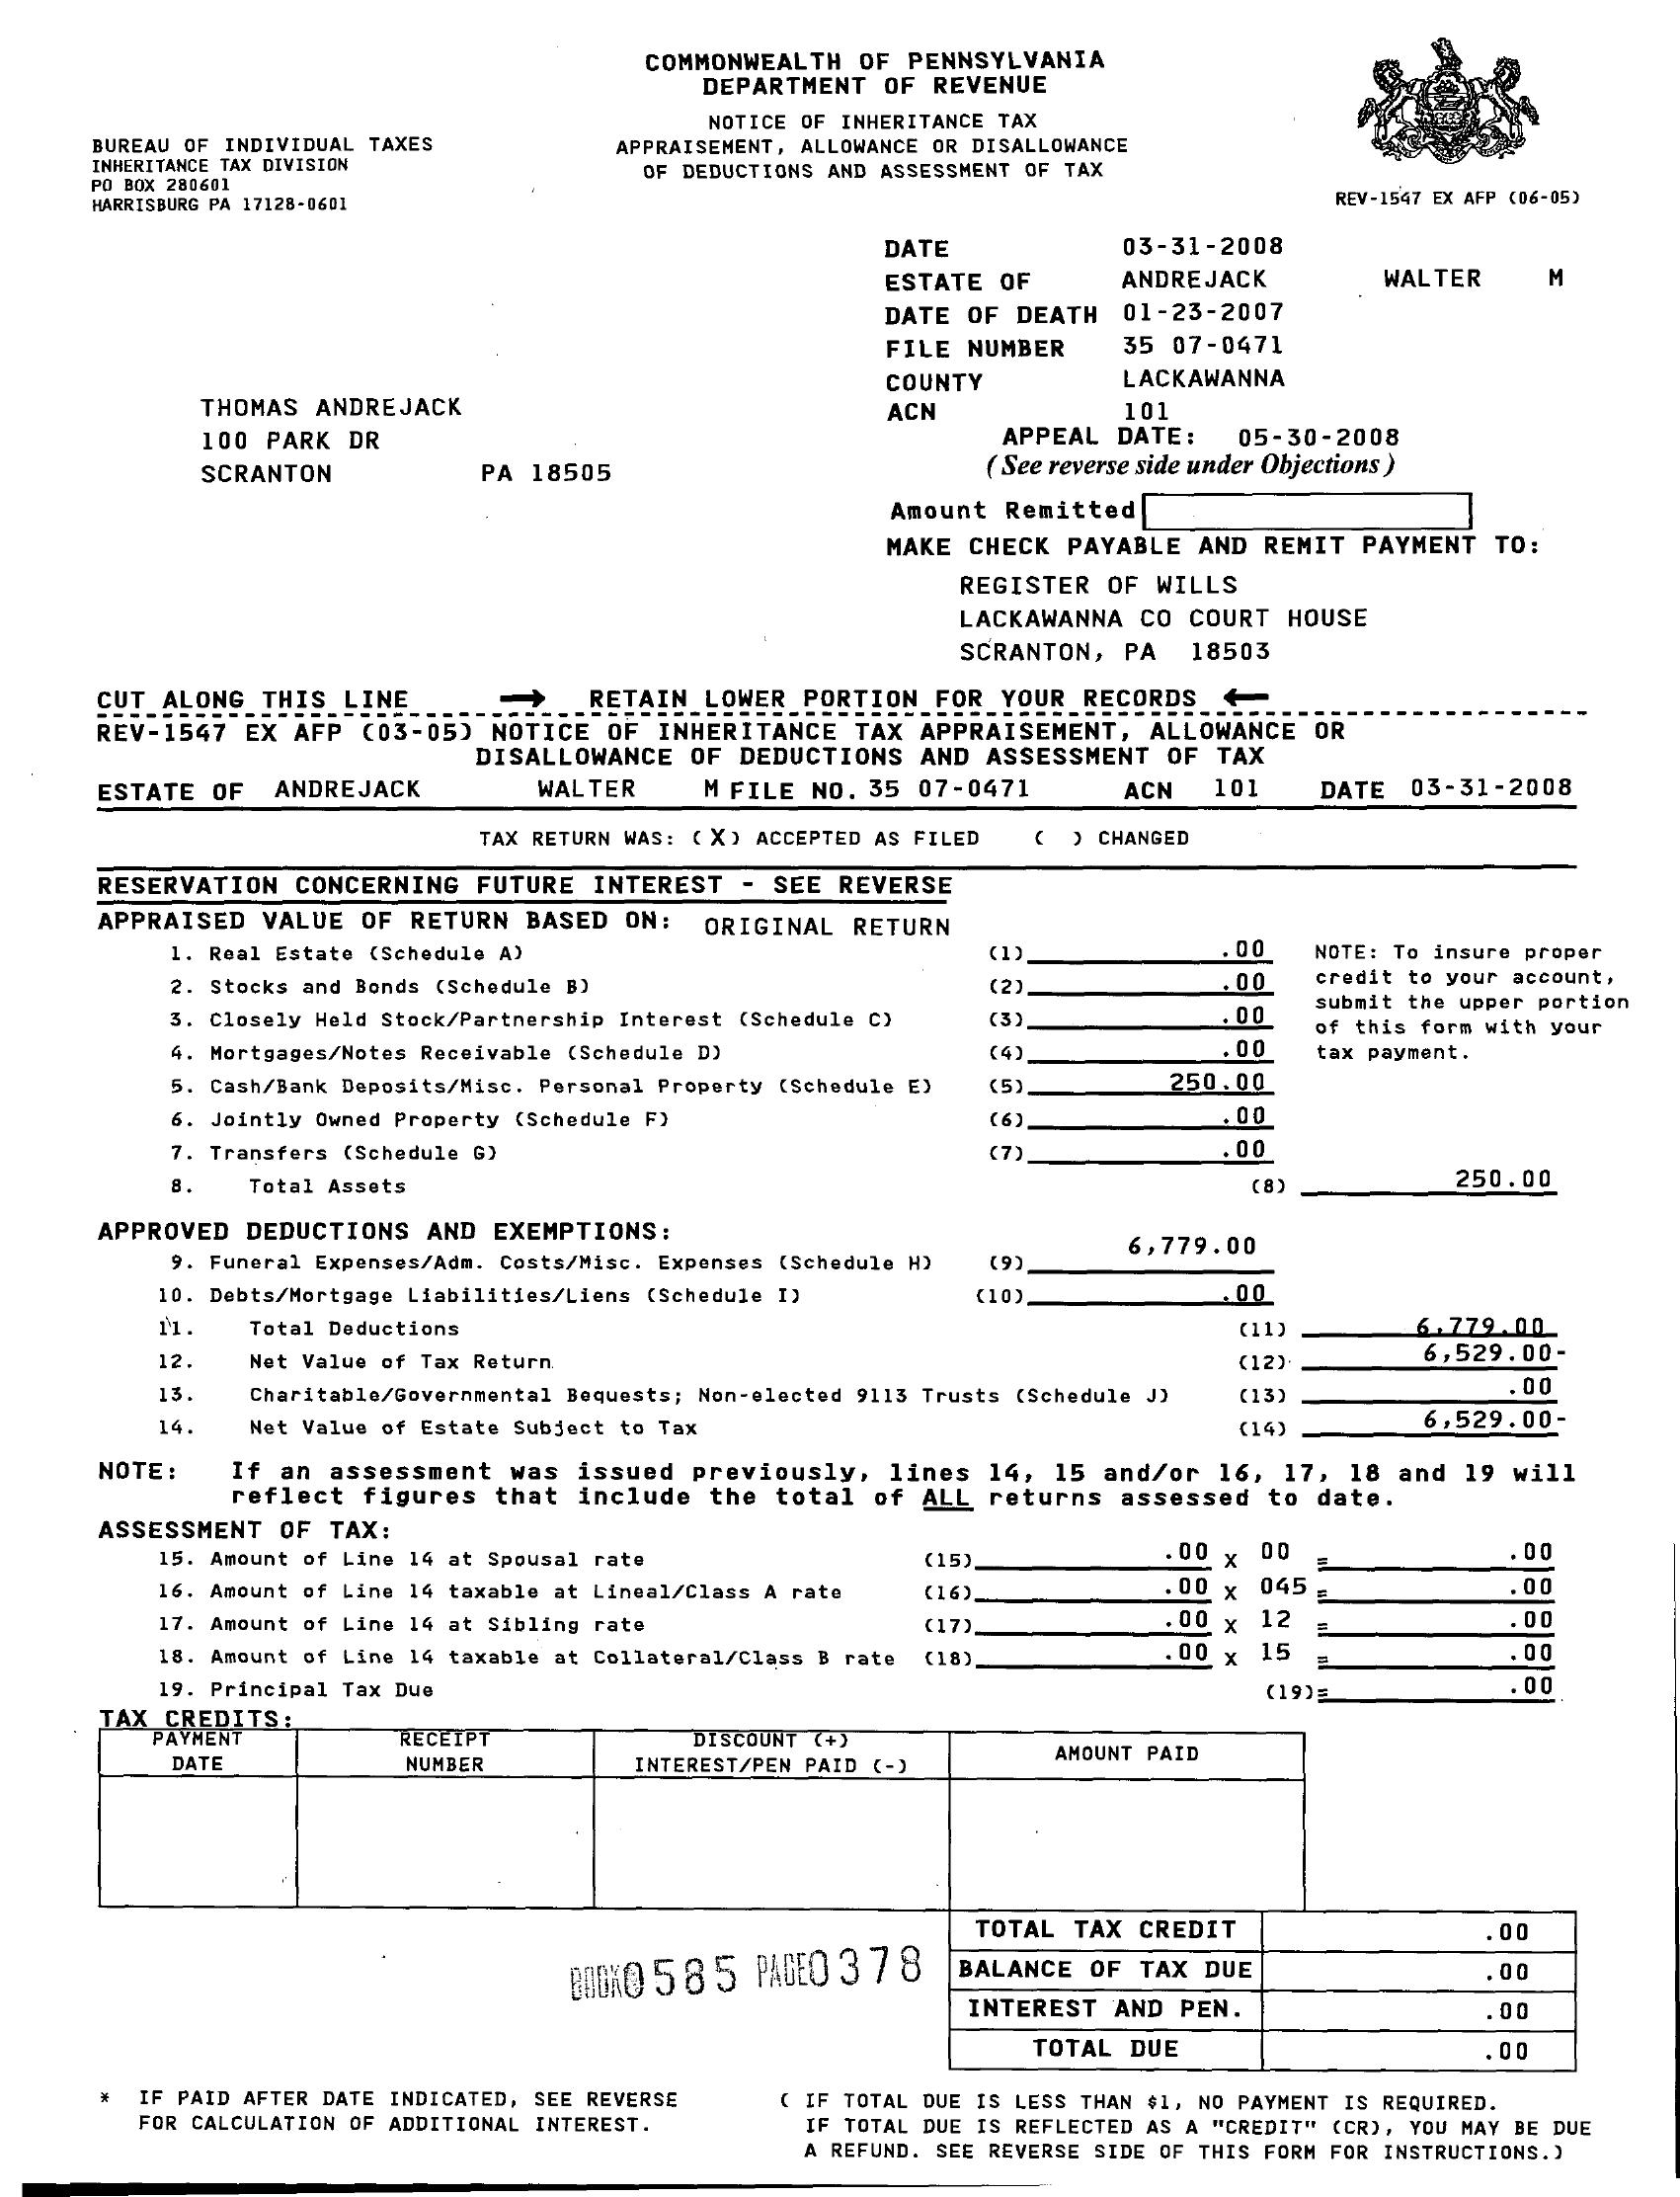 COMMONWEALTH OF PENNSYLVANIA
DEPARTMENT OF REVENUE
NOTICE OF INHERITANCE TAX
APPRAISEMENT, ALLOWANCE OR DISALLOWANCE
OF DEDUCTIONS AND ASSESSMENT OF TAX
BUREAU OF INDIVIDUAL TAXES
INHERITANCE TAX DIVISION
PO BOX 280601
HARRISBURG PA 17128-0601
REV-1547 EX AFP (06-05)
DATE 03-31-2008
ESTATE OF ANDREJACK WALTER M
DATE OF DEATH 01-23-2007
FILE NUMBER 35 07-0471
COUNTY LACKAWANNA
ACN 101
APPEAL DATE: 05-30-2008
(See reverse side under Objections)
THOMAS ANDREJACK
100 PARK DR
SCRANTON PA 18505
Amount Remitted
MAKE CHECK PAYABLE AND REMIT PAYMENT TO:
REGISTER OF WILLS
LACKAWANNA CO COURT HOUSE
SCRANTON, PA 18503
CUT ALONG THIS LINE → RETAIN LOWER PORTION FOR YOUR RECORDS ←
REV-1547 EX AFP (03-05) NOTICE OF INHERITANCE TAX APPRAISEMENT, ALLOWANCE OR
DISALLOWANCE OF DEDUCTIONS AND ASSESSMENT OF TAX
ESTATE OF ANDREJACK WALTER M FILE NO. 35 07-0471 ACN 101 DATE 03-31-2008
TAX RETURN WAS: (X) ACCEPTED AS FILED ( ) CHANGED
RESERVATION CONCERNING FUTURE INTEREST - SEE REVERSE
APPRAISED VALUE OF RETURN BASED ON: ORIGINAL RETURN
1. Real Estate (Schedule A) (1) .00
2. Stocks and Bonds (Schedule B) (2) .00
3. Closely Held Stock/Partnership Interest (Schedule C) (3) .00
4. Mortgages/Notes Receivable (Schedule D) (4) .00
5. Cash/Bank Deposits/Misc. Personal Property (Schedule E) (5) 250.00
6. Jointly Owned Property (Schedule F) (6) .00
7. Transfers (Schedule G) (7) .00
8. Total Assets (8) 250.00
NOTE: To insure proper
credit to your account,
submit the upper portion
of this form with your
tax payment.
APPROVED DEDUCTIONS AND EXEMPTIONS:
9. Funeral Expenses/Adm. Costs/Misc. Expenses (Schedule H) (9) 6,779.00
10. Debts/Mortgage Liabilities/Liens (Schedule I) (10) .00
11. Total Deductions (11) 6,779.00
12. Net Value of Tax Return (12) 6,529.00-
13. Charitable/Governmental Bequests; Non-elected 9113 Trusts (Schedule J) (13) .00
14. Net Value of Estate Subject to Tax (14) 6,529.00-
NOTE: If an assessment was issued previously, lines 14, 15 and/or 16, 17, 18 and 19 will
reflect figures that include the total of ALL returns assessed to date.
ASSESSMENT OF TAX:
15. Amount of Line 14 at Spousal rate (15) .00 X 00 = .00
16. Amount of Line 14 taxable at Lineal/Class A rate (16) .00 X 045 = .00
17. Amount of Line 14 at Sibling rate (17) .00 X 12 = .00
18. Amount of Line 14 taxable at Collateral/Class B rate (18) .00 X 15 = .00
19. Principal Tax Due (19)= .00
TAX CREDITS:
PAYMENT DATE
RECEIPT NUMBER
DISCOUNT (+)
INTEREST/PEN PAID (-)
AMOUNT PAID
TOTAL TAX CREDIT .00
BALANCE OF TAX DUE .00
INTEREST AND PEN. .00
TOTAL DUE .00
BOOK 0585 PAGE 0378
* IF PAID AFTER DATE INDICATED, SEE REVERSE
FOR CALCULATION OF ADDITIONAL INTEREST.
( IF TOTAL DUE IS LESS THAN $1, NO PAYMENT IS REQUIRED.
IF TOTAL DUE IS REFLECTED AS A "CREDIT" (CR), YOU MAY BE DUE
A REFUND. SEE REVERSE SIDE OF THIS FORM FOR INSTRUCTIONS.)